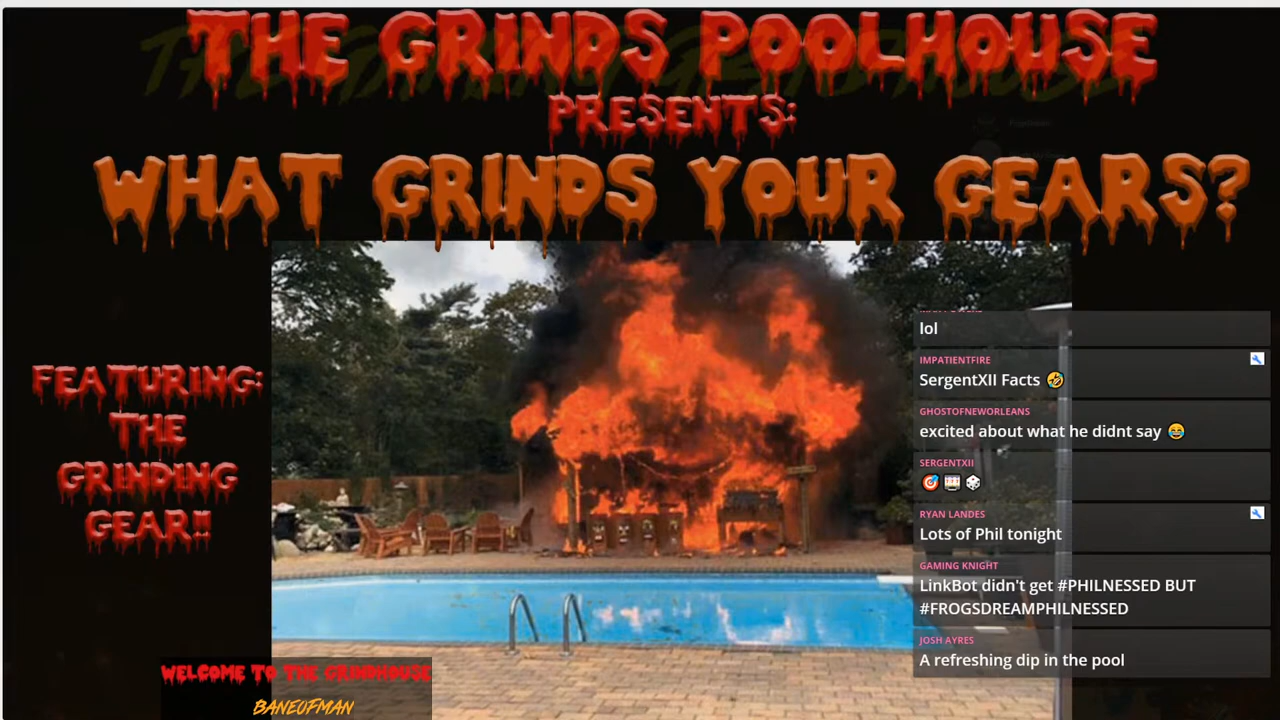 THE GRINDS POOLHOUSE
PRESENTS:
WHAT GRINDS YOUR GEARS?
FEATURING:
THE
GRINDING
GEAR!!
lol
IMPATIENTFIRE
SergentXII Facts 🤣
GHOSTOFNEWORLEANS
excited about what he didnt say 😂
SERGENTXII
🎯🎰🎲
RYAN LANDES
Lots of Phil tonight
GAMING KNIGHT
LinkBot didn't get #PHILNESSED BUT
#FROGSDREAMPHILNESSED
JOSH AYRES
A refreshing dip in the pool
WELCOME TO THE GRINDHOUSE
BANEOFMAN